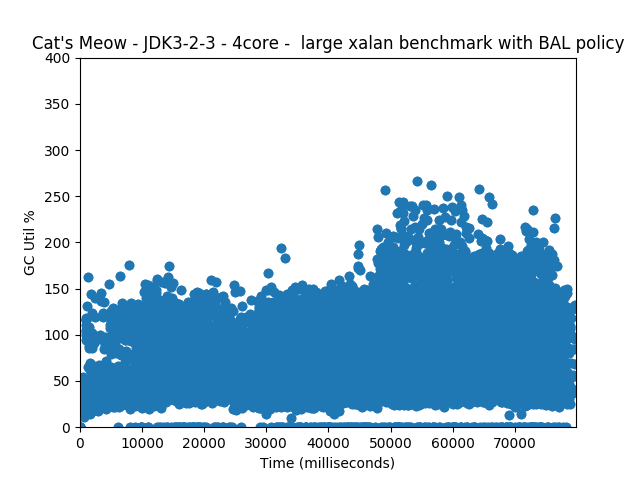 Cat's Meow - JDK3-2-3 - 4core -  large xalan benchmark with BAL policy
400
350
300
250
200
150
100
50
0
GC Util %
0 10000 20000 30000 40000 50000 60000 70000
Time (milliseconds)